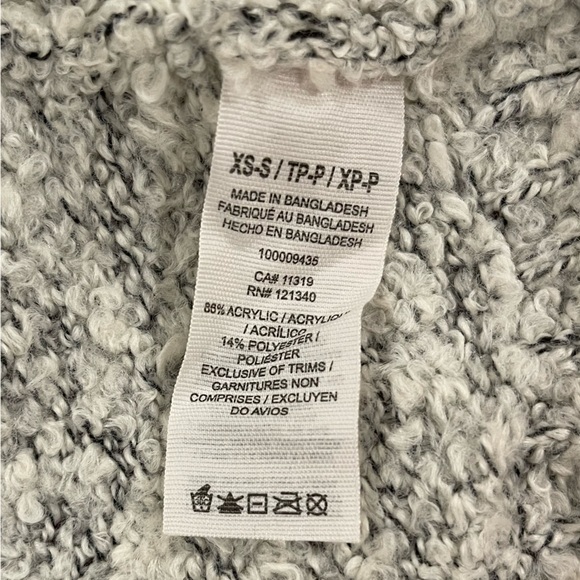 XS-S / TP-P / XP-P
MADE IN BANGLADESH
FABRIQUÉ AU BANGLADESH
HECHO EN BANGLADESH
100009435
CA# 11319
RN# 121340
86% ACRYLIC / ACRYLIQUE
/ ACRÍLICO
14% POLYESTER /
POLIÉSTER
EXCLUSIVE OF TRIMS /
GARNITURES NON
COMPRISES / EXCLUYEN
DO AVIOS